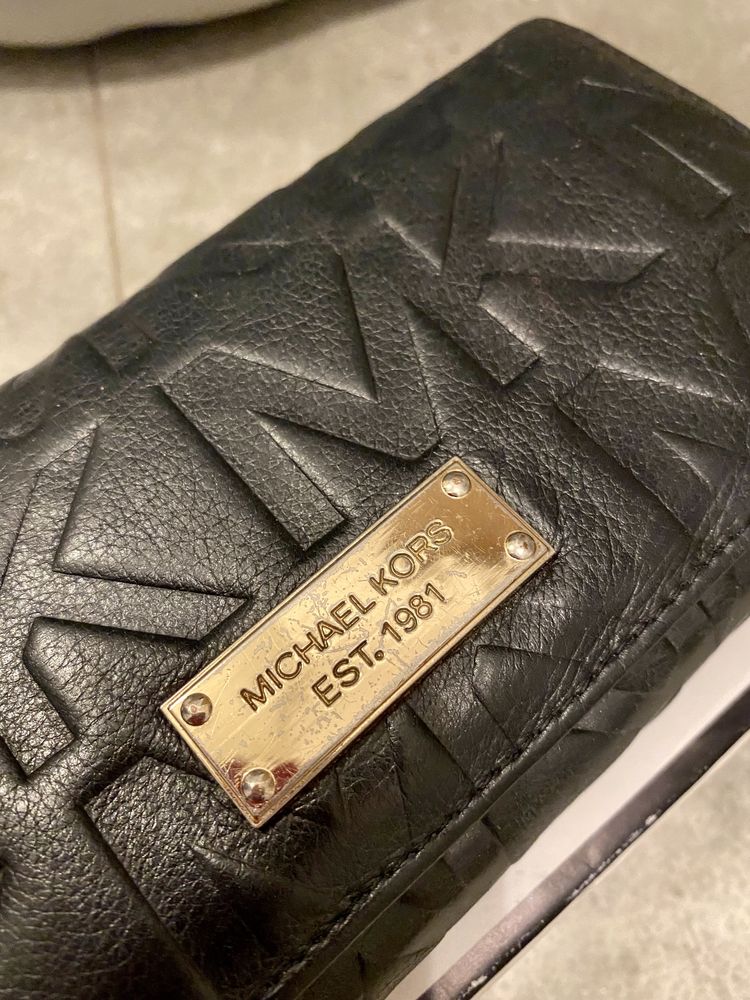 MICHAEL KORS
EST. 1981